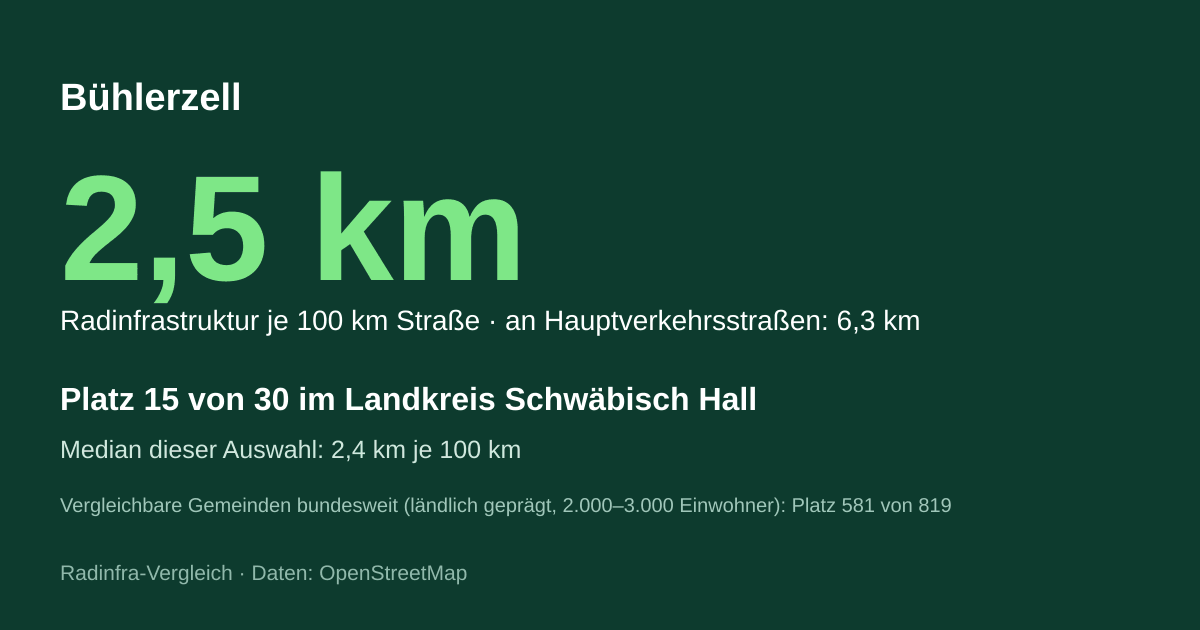 Bühlerzell
2,5 km
Radinfrastruktur je 100 km Straße · an Hauptverkehrsstraßen: 6,3 km
Platz 15 von 30 im Landkreis Schwäbisch Hall
Median dieser Auswahl: 2,4 km je 100 km
Vergleichbare Gemeinden bundesweit (ländlich geprägt, 2.000–3.000 Einwohner): Platz 581 von 819
Radinfra-Vergleich · Daten: OpenStreetMap